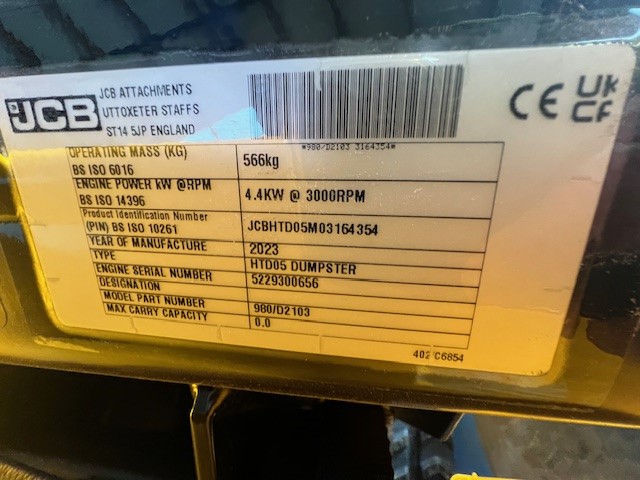 JCB
JCB ATTACHMENTS
UTTOXETER STAFFS
ST14 5JP ENGLAND
*980/D2103 3164354*
CE UKCA
OPERATING MASS (KG)
BS ISO 6016
566kg
ENGINE POWER kW @RPM
BS ISO 14396
4.4KW @ 3000RPM
Product Identification Number
(PIN) BS ISO 10261
JCBHTD05M03164354
YEAR OF MANUFACTURE
2023
TYPE
HTD05 DUMPSTER
ENGINE SERIAL NUMBER
5229300656
DESIGNATION
MODEL PART NUMBER
980/D2103
MAX CARRY CAPACITY
0.0
402/C6854